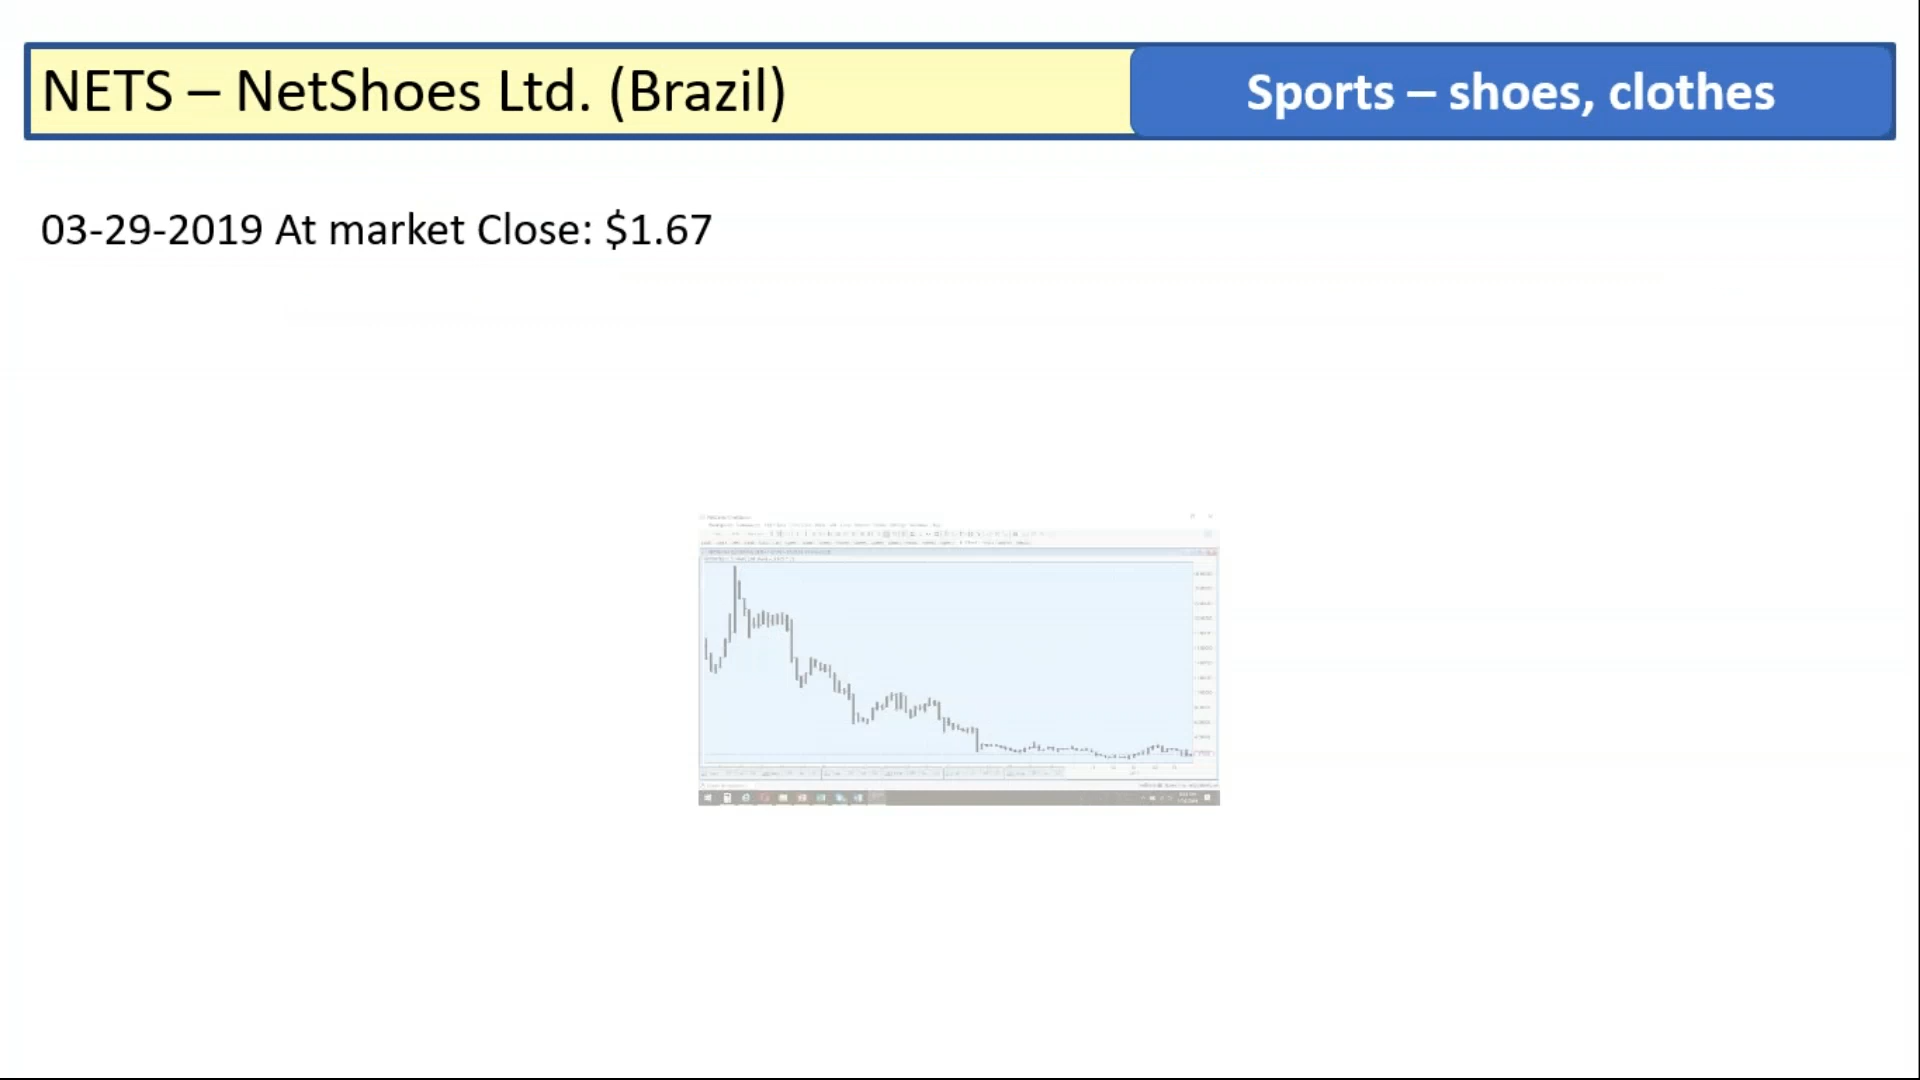 NETS – NetShoes Ltd. (Brazil)
Sports – shoes, clothes
03-29-2019 At market Close: $1.67